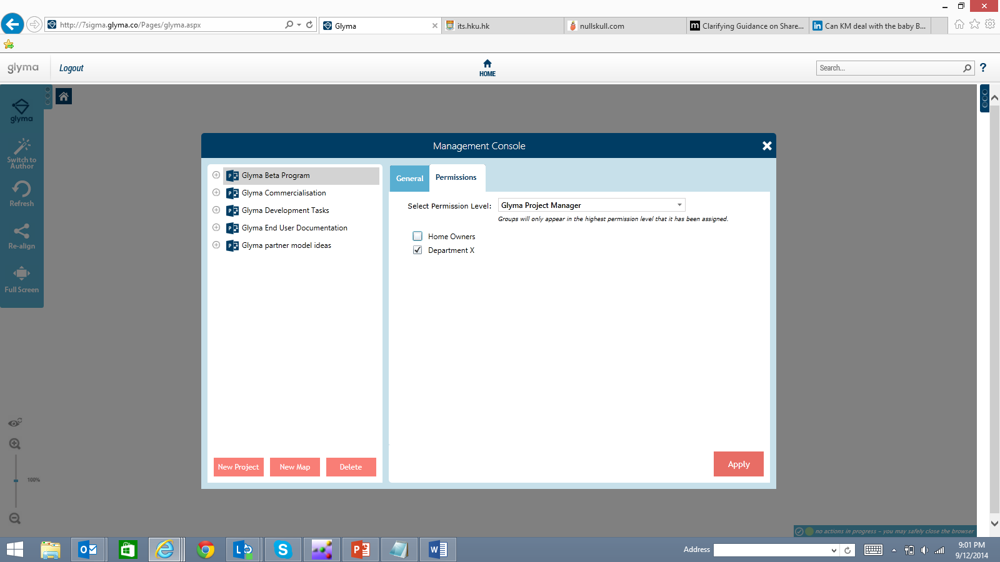 http://7sigma.glyma.co/Pages/glyma.aspx
Glyma
its.hku.hk
nullskull.com
Clarifying Guidance on Share...
Can KM deal with the baby B...
glyma
Logout
HOME
Search...
?
glyma
Switch to
Author
Refresh
Re-align
Full Screen
100%
Management Console
Glyma Beta Program
Glyma Commercialisation
Glyma Development Tasks
Glyma End User Documentation
Glyma partner model ideas
New Project
New Map
Delete
General
Permissions
Select Permission Level:
Glyma Project Manager
Groups will only appear in the highest permission level that it has been assigned.
Home Owners
Department X
Apply
no actions in progress – you may safely close the browser
Address
9:01 PM
9/12/2014